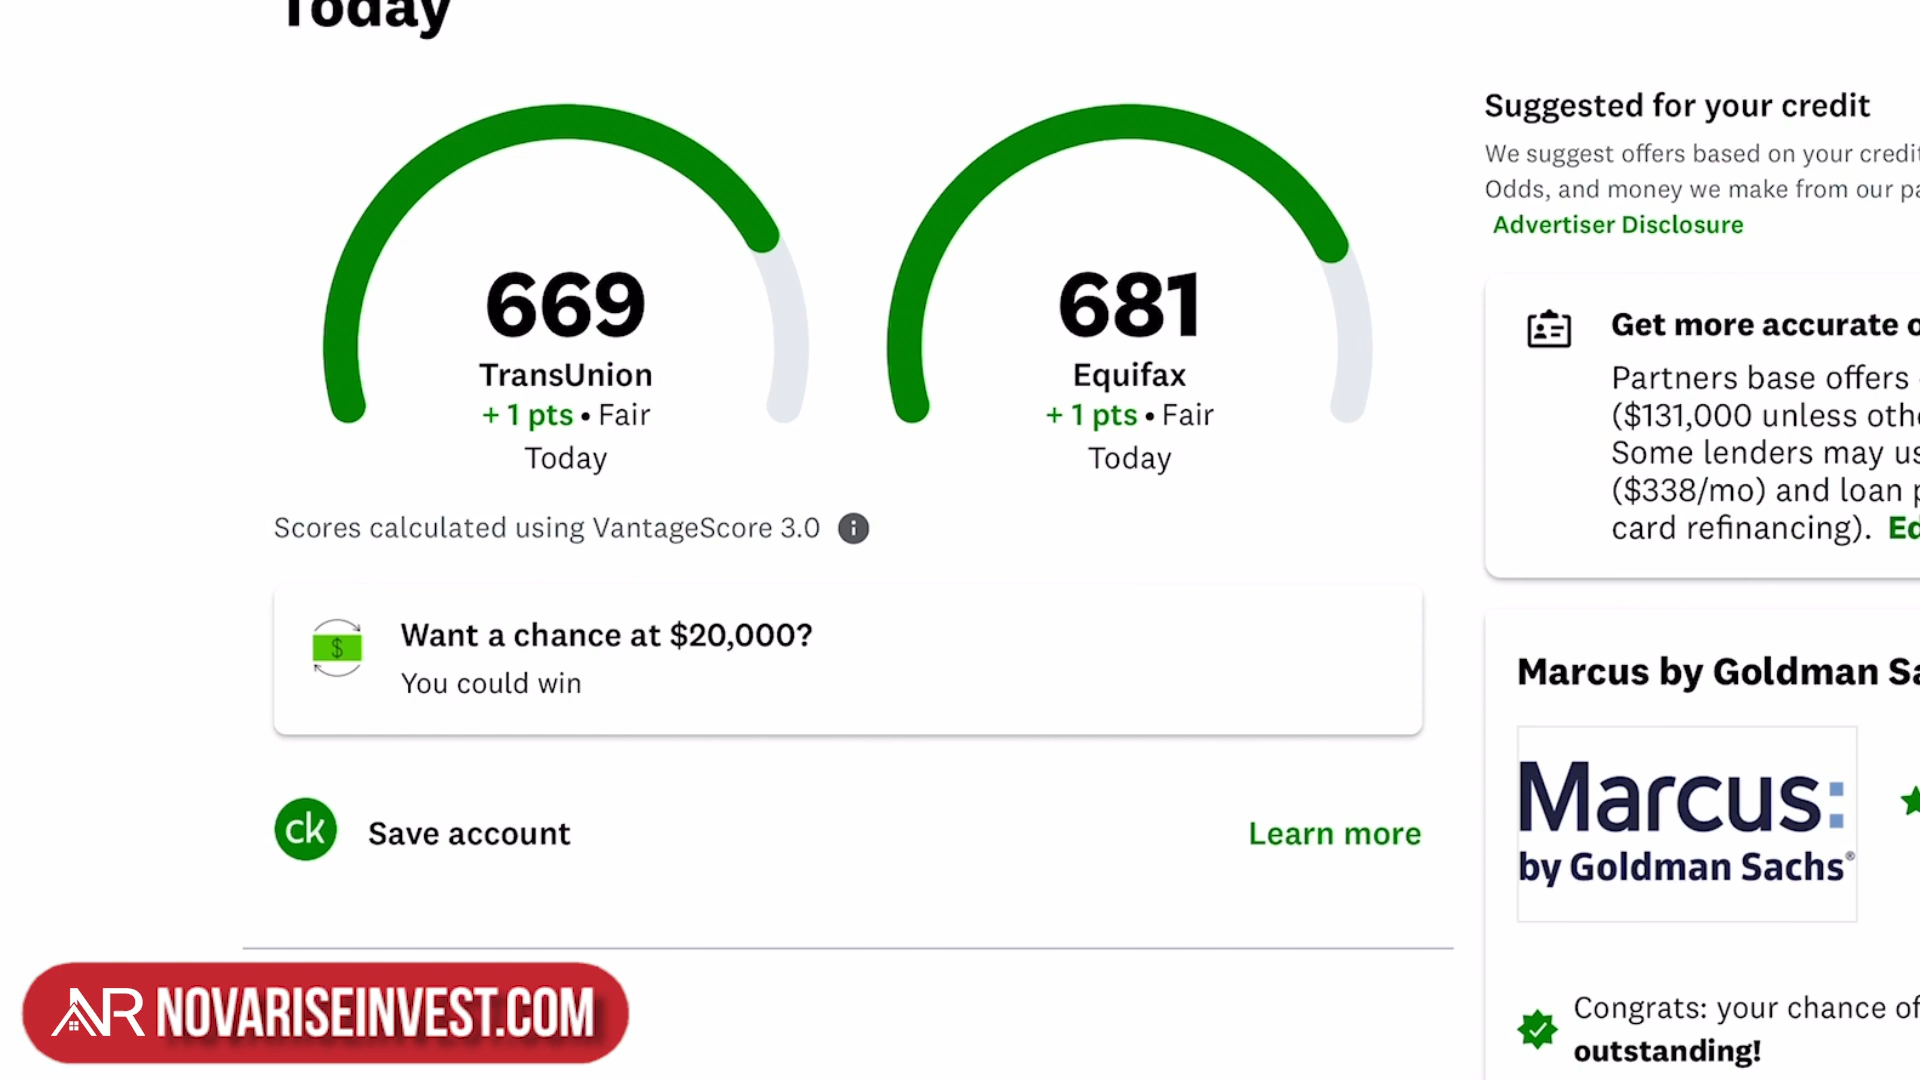 Today
669
TransUnion
+ 1 pts • Fair
Today
681
Equifax
+ 1 pts • Fair
Today
Scores calculated using VantageScore 3.0
Want a chance at $20,000?
You could win
ck
Save account
Learn more
Suggested for your credit
We suggest offers based on your credit
Odds, and money we make from our
Advertiser Disclosure
Get more accurate
Partners base offers
($131,000 unless
Some lenders may
($338/mo) and loan
card refinancing).
Marcus by Goldman
Marcus:
by Goldman Sachs®
Congrats: your chance of
outstanding!
NR NOVARISEINVEST.COM